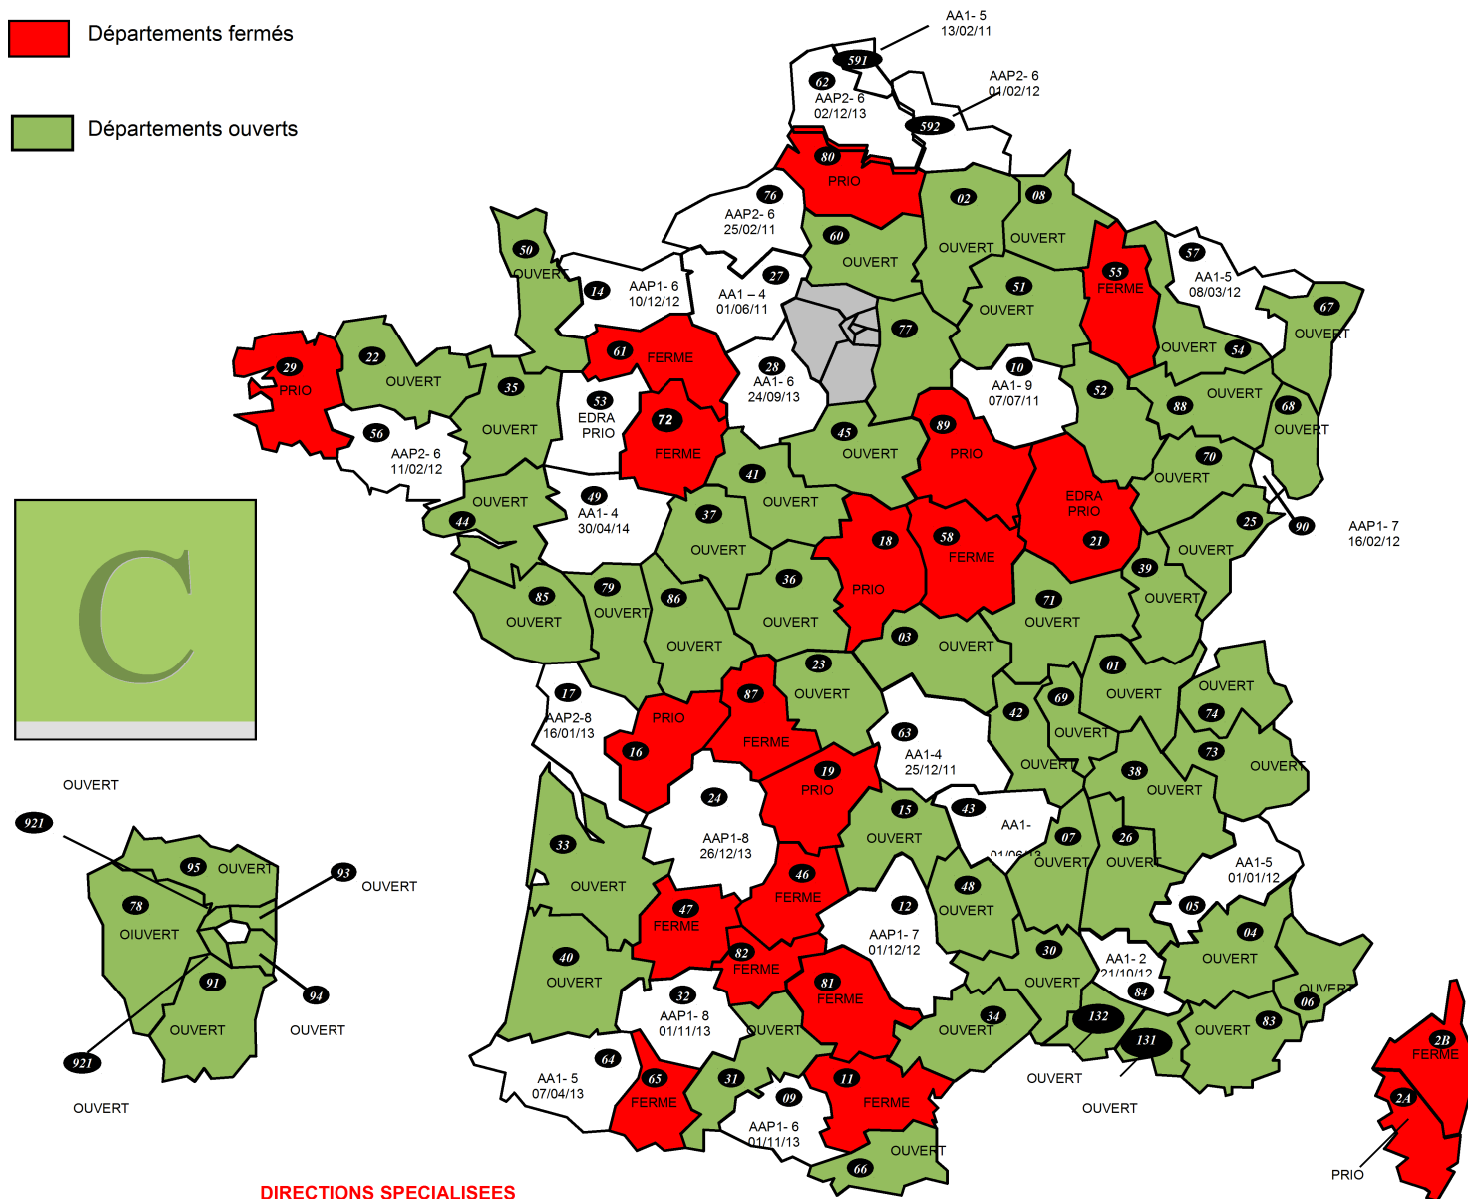 Départements fermés
Départements ouverts
AA1- 5
13/02/11
591
62
AAP2- 6
02/12/13
AAP2- 6
01/02/12
592
80
PRIO
76
AAP2- 6
25/02/11
02
OUVERT
08
OUVERT
60
OUVERT
50
OUVERT
14
AAP1- 6
10/12/12
27
AA1 – 4
01/06/11
51
OUVERT
55
FERME
57
AA1-5
08/03/12
67
OUVERT
77
54
OUVERT
29
PRIO
22
OUVERT
35
OUVERT
61
FERME
28
AA1- 6
24/09/13
10
AA1- 9
07/07/11
52
88
OUVERT
68
OUVERT
53
EDRA
PRIO
72
FERME
56
AAP2- 6
11/02/12
45
OUVERT
89
PRIO
41
OUVERT
70
OUVERT
49
AA1- 4
30/04/14
OUVERT
44
37
OUVERT
EDRA
PRIO
21
25
OUVERT
90
AAP1- 7
16/02/12
18
PRIO
58
FERME
C
85
OUVERT
79
OUVERT
86
OUVERT
36
OUVERT
71
OUVERT
39
OUVERT
03
OUVERT
23
OUVERT
01
OUVERT
17
AAP2-8
16/01/13
PRIO
16
87
FERME
63
AA1-4
25/12/11
42
OUVERT
69
OUVERT
OUVERT
74
73
OUVERT
38
OUVERT
19
PRIO
24
AAP1-8
26/12/13
15
OUVERT
43
AA1-
01/06/13
07
OUVERT
26
OUVERT
AA1-5
01/01/12
05
33
OUVERT
46
FERME
47
FERME
12
AAP1- 7
01/12/12
48
OUVERT
04
OUVERT
40
OUVERT
82
FERME
81
FERME
30
OUVERT
AA1- 2
21/10/12
84
OUVERT
06
32
AAP1- 8
01/11/13
OUVERT
31
34
OUVERT
132
131
OUVERT
83
OUVERT
OUVERT
64
AA1- 5
07/04/13
65
FERME
09
AAP1- 6
01/11/13
11
FERME
66
OUVERT
2B
FERME
2A
PRIO
OUVERT
921
95
OUVERT
93
OUVERT
78
OIUVERT
91
OUVERT
94
OUVERT
921
OUVERT
DIRECTIONS SPECIALISEES